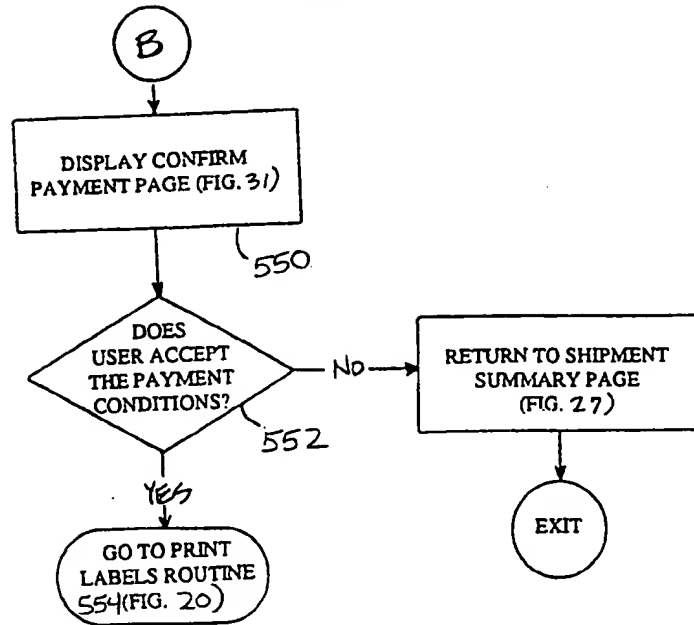 B
DISPLAY CONFIRM
PAYMENT PAGE (FIG. 31)
550
DOES
USER ACCEPT
THE PAYMENT
CONDITIONS?
552
NO
RETURN TO SHIPMENT
SUMMARY PAGE
(FIG. 27)
YES
EXIT
GO TO PRINT
LABELS ROUTINE
554(FIG. 20)